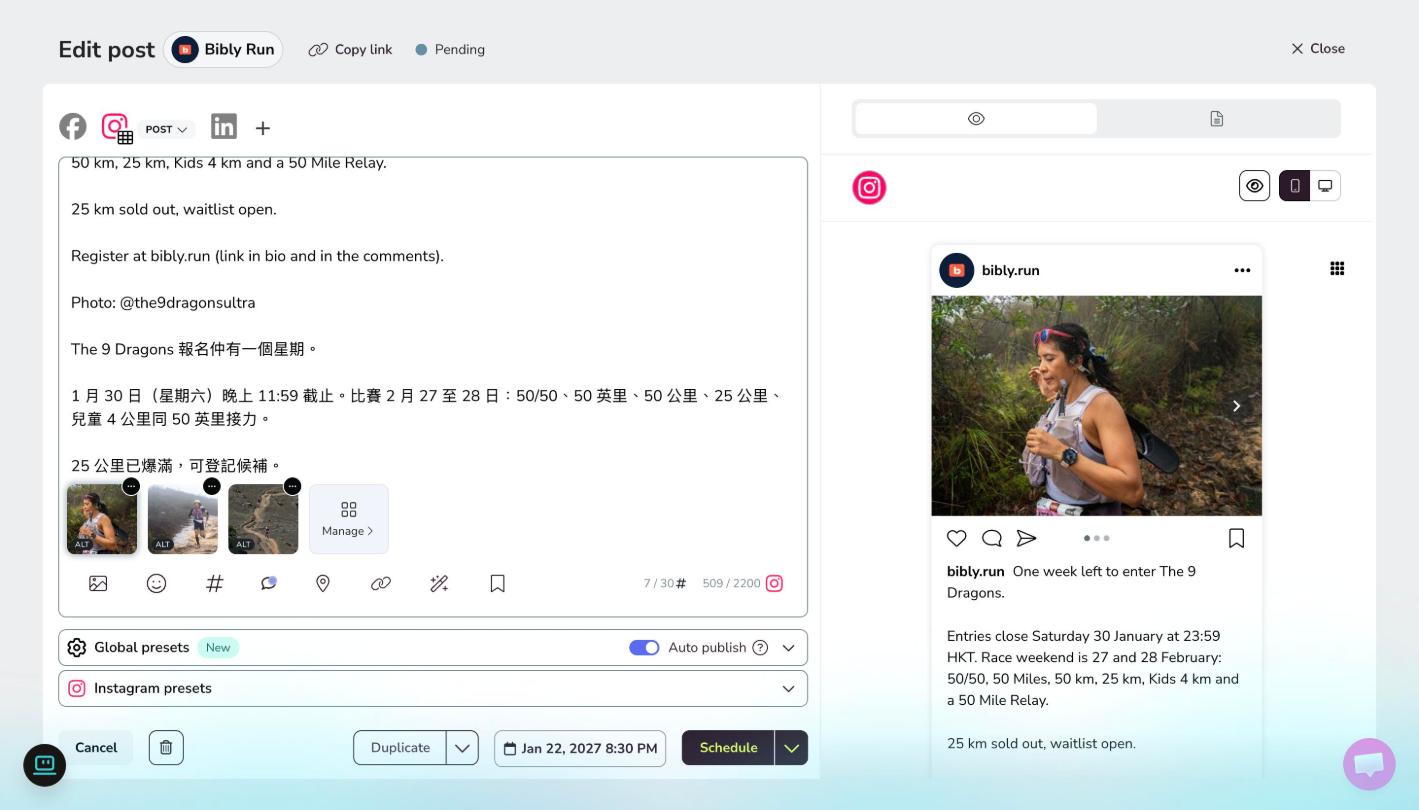 Edit post
Bibly Run
Copy link
Pending
Close
POST
50 km, 25 km, Kids 4 km and a 50 Mile Relay.
25 km sold out, waitlist open.
Register at bibly.run (link in bio and in the comments).
Photo: @the9dragonsultra
The 9 Dragons 報名仲有一個星期。
1 月 30 日（星期六）晚上 11:59 截止。比賽 2 月 27 至 28 日：50/50、50 英里、50 公里、25 公里、
兒童 4 公里同 50 英里接力。
25 公里已爆滿，可登記候補。
ALT
ALT
ALT
Manage
7 / 30
509 / 2200
Global presets
New
Auto publish
Instagram presets
Cancel
Duplicate
Jan 22, 2027 8:30 PM
Schedule
bibly.run
bibly.run One week left to enter The 9
Dragons.
Entries close Saturday 30 January at 23:59
HKT. Race weekend is 27 and 28 February:
50/50, 50 Miles, 50 km, 25 km, Kids 4 km and
a 50 Mile Relay.
25 km sold out, waitlist open.